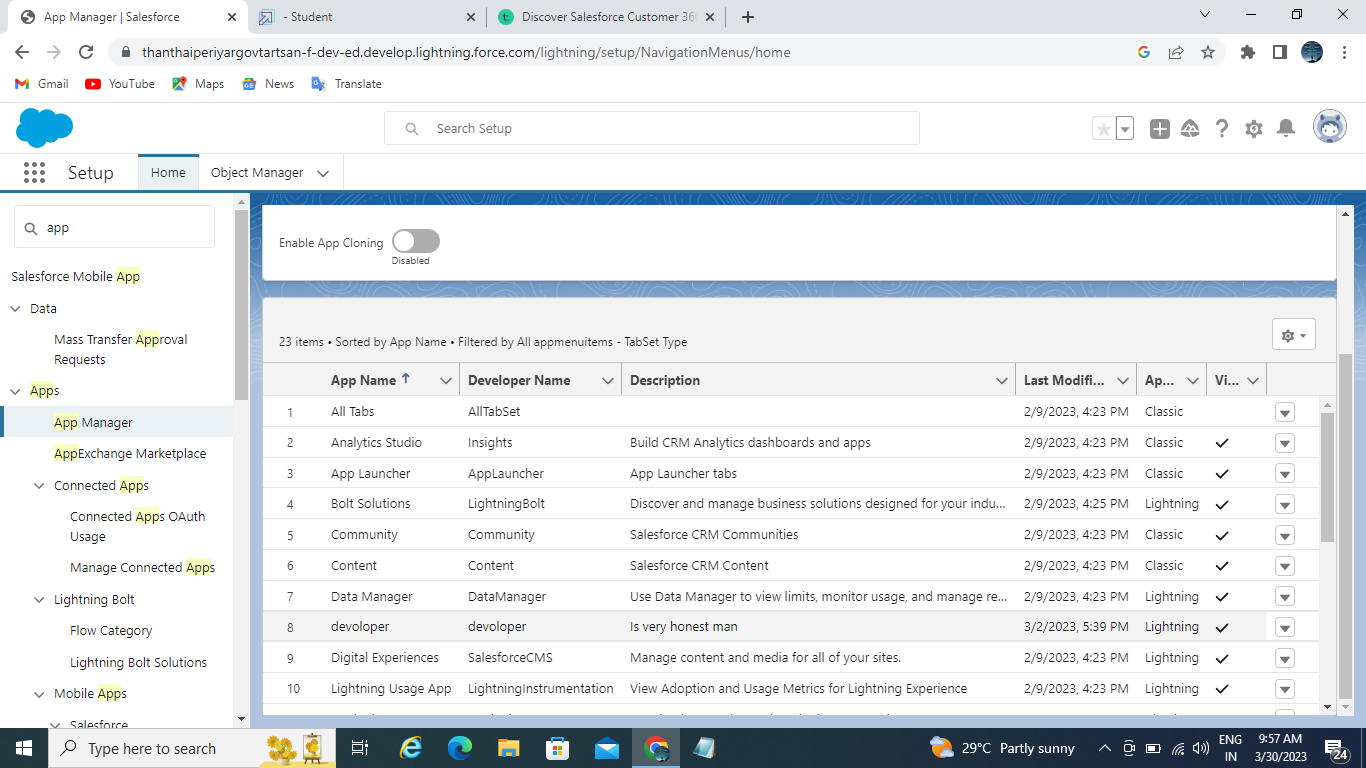 App Manager | Salesforce
- Student
Discover Salesforce Customer 36
thanthaiperiyargovtartsan-f-dev-ed.develop.lightning.force.com/lightning/setup/NavigationMenus/home
Gmail YouTube Maps News Translate
Search Setup
Setup Home Object Manager
app
Salesforce Mobile App
Data
Mass Transfer Approval
Requests
Apps
App Manager
AppExchange Marketplace
Connected Apps
Connected Apps OAuth
Usage
Manage Connected Apps
Lightning Bolt
Flow Category
Lightning Bolt Solutions
Mobile Apps
Salesforce
Enable App Cloning
Disabled
23 items • Sorted by App Name • Filtered by All appmenuitems - TabSet Type
App Name Developer Name Description Last Modifi... Ap... Vi...
1 All Tabs AllTabSet 2/9/2023, 4:23 PM Classic
2 Analytics Studio Insights Build CRM Analytics dashboards and apps 2/9/2023, 4:23 PM Classic
3 App Launcher AppLauncher App Launcher tabs 2/9/2023, 4:23 PM Classic
4 Bolt Solutions LightningBolt Discover and manage business solutions designed for your indu... 2/9/2023, 4:25 PM Lightning
5 Community Community Salesforce CRM Communities 2/9/2023, 4:23 PM Classic
6 Content Content Salesforce CRM Content 2/9/2023, 4:23 PM Classic
7 Data Manager DataManager Use Data Manager to view limits, monitor usage, and manage re... 2/9/2023, 4:23 PM Lightning
8 devoloper devoloper Is very honest man 3/2/2023, 5:39 PM Lightning
9 Digital Experiences SalesforceCMS Manage content and media for all of your sites. 2/9/2023, 4:23 PM Lightning
10 Lightning Usage App LightningInstrumentation View Adoption and Usage Metrics for Lightning Experience 2/9/2023, 4:23 PM Lightning
Type here to search
29°C Partly sunny
ENG
IN
9:57 AM
3/30/2023
24